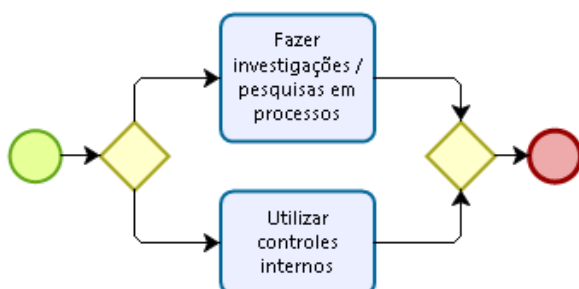 Fazer
investigações /
pesquisas em
processos
Utilizar
controles
internos